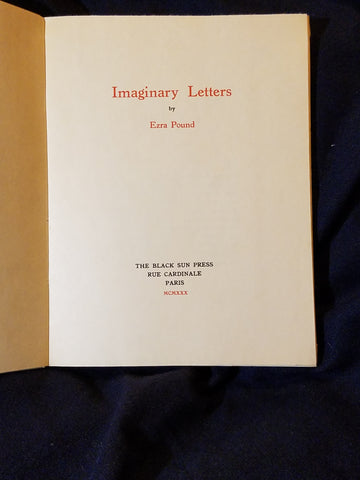 Imaginary Letters
by
Ezra Pound
THE BLACK SUN PRESS
RUE CARDINALE
PARIS
MCMXXX